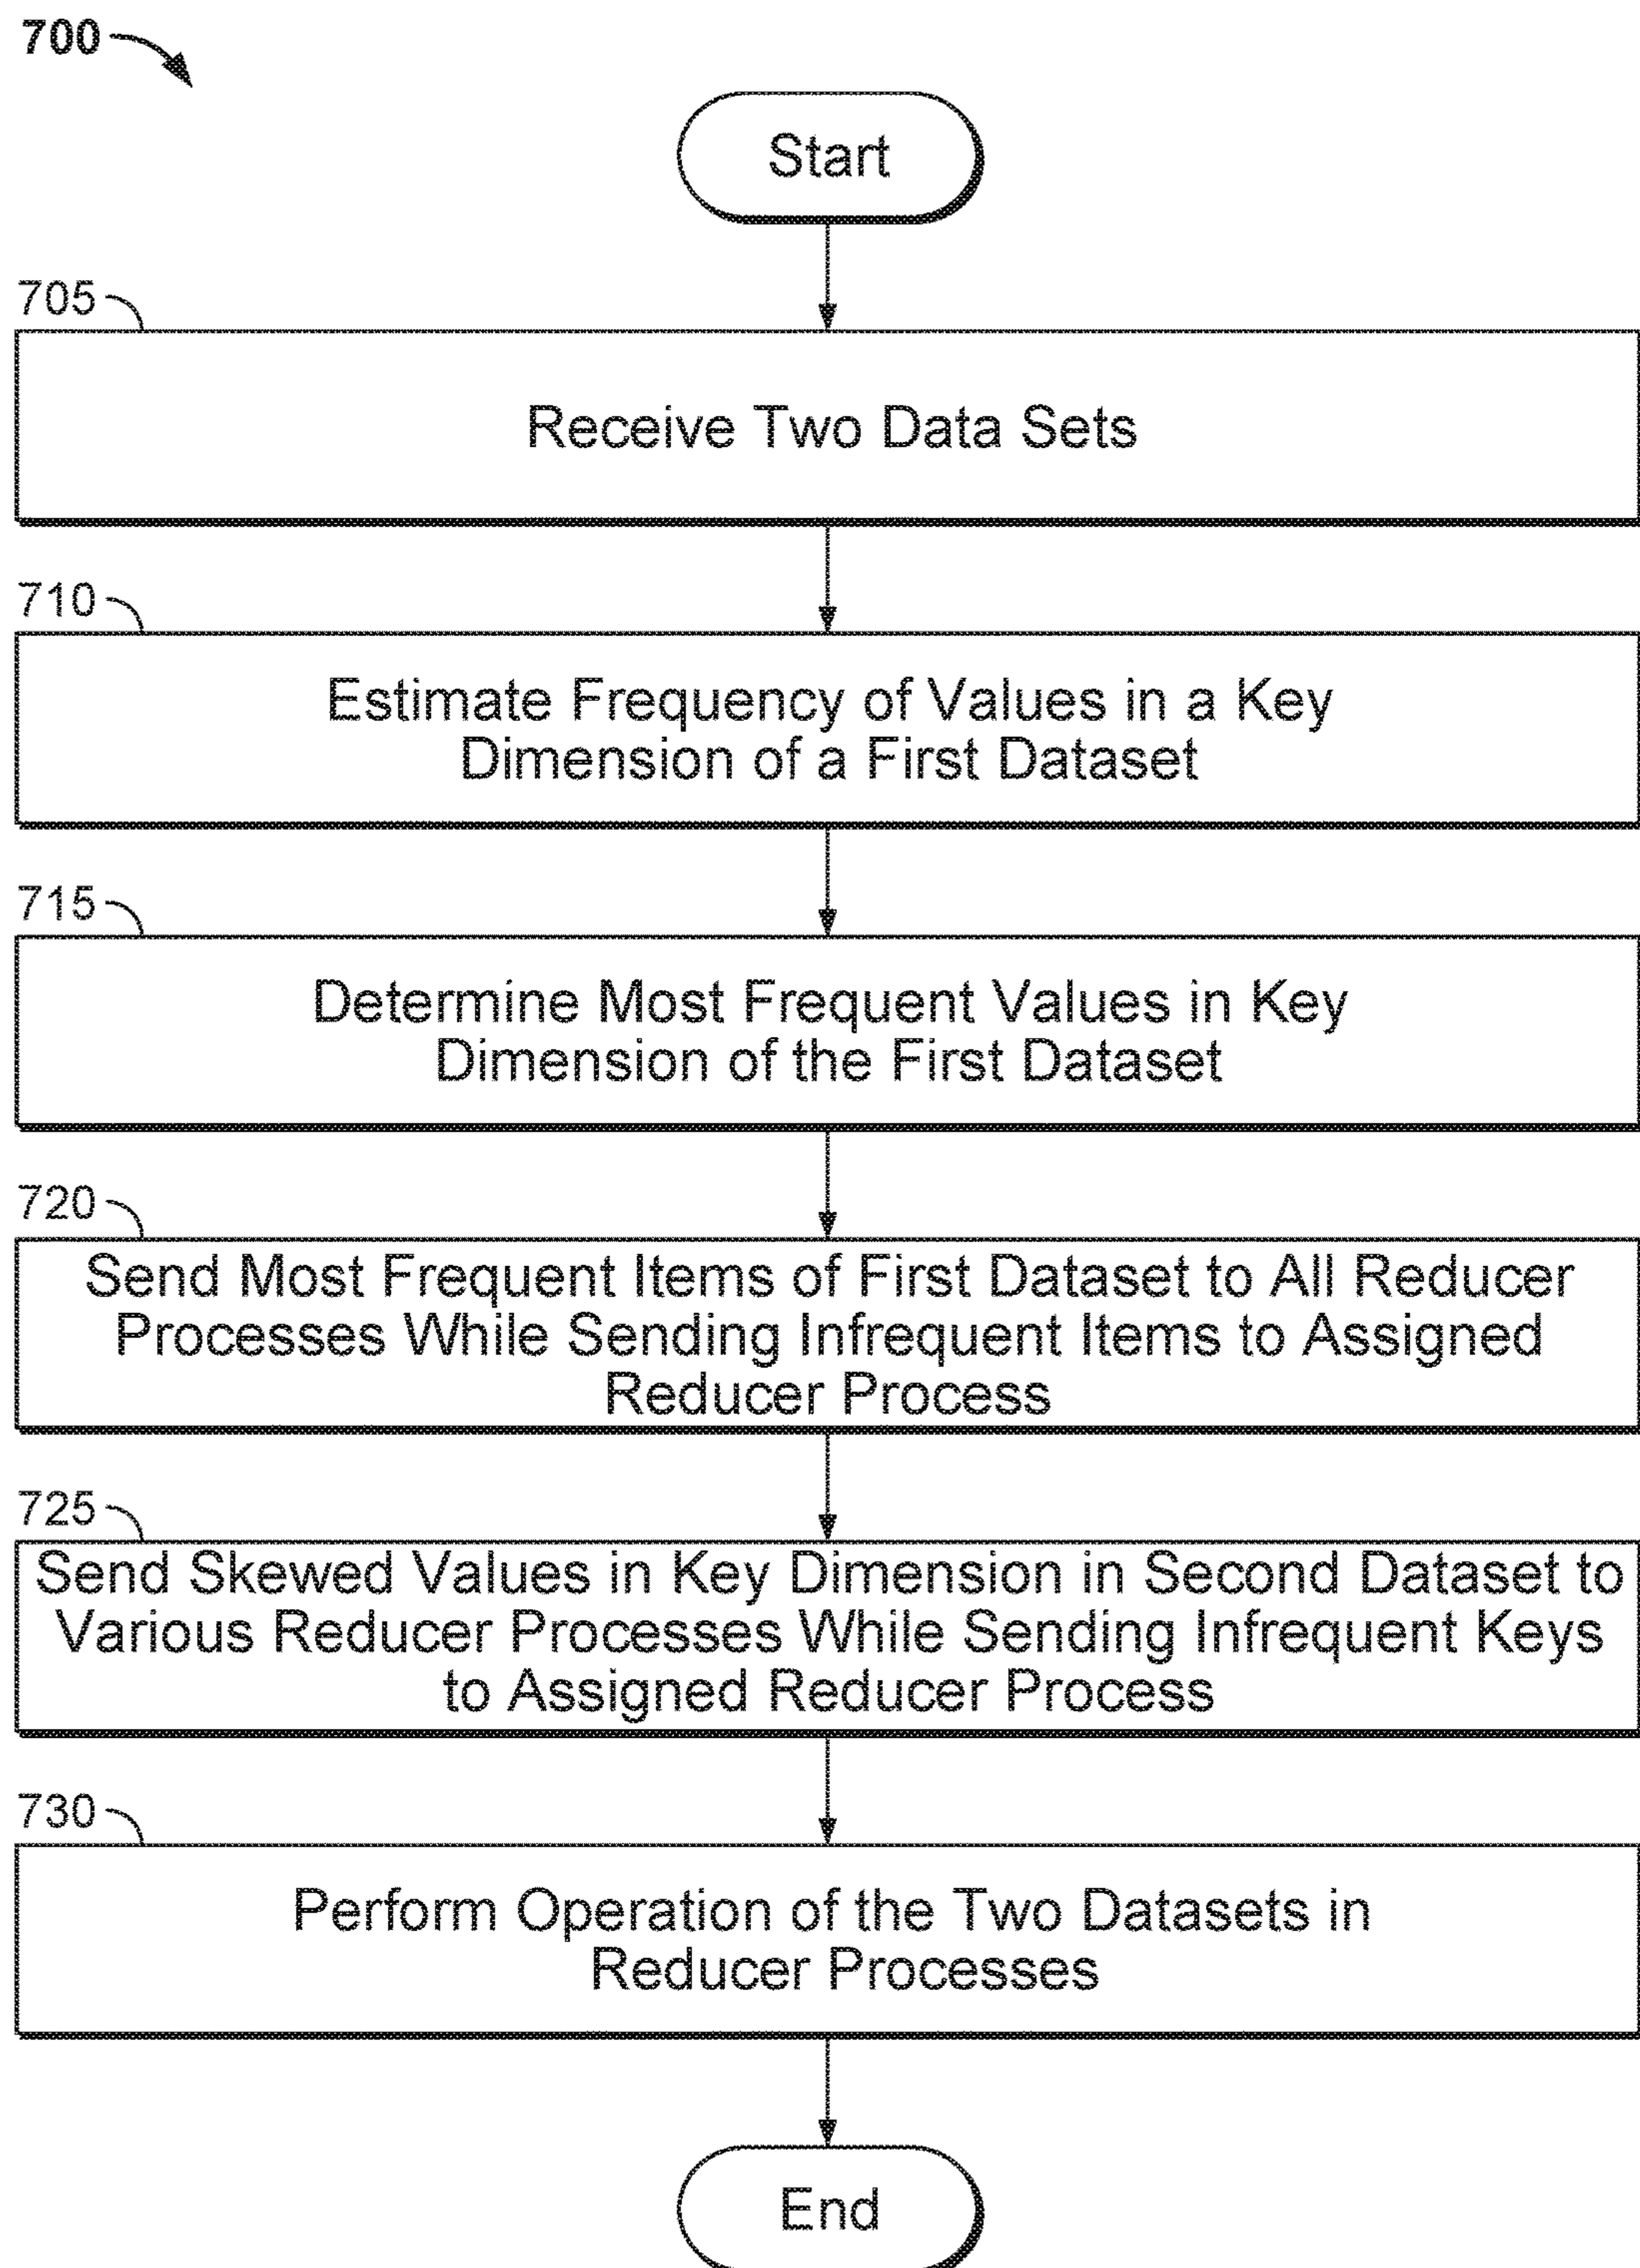 700
Start
705
Receive Two Data Sets
710
Estimate Frequency of Values in a Key
Dimension of a First Dataset
715
Determine Most Frequent Values in Key
Dimension of the First Dataset
720
Send Most Frequent Items of First Dataset to All Reducer
Processes While Sending Infrequent Items to Assigned
Reducer Process
725
Send Skewed Values in Key Dimension in Second Dataset to
Various Reducer Processes While Sending Infrequent Keys
to Assigned Reducer Process
730
Perform Operation of the Two Datasets in
Reducer Processes
End